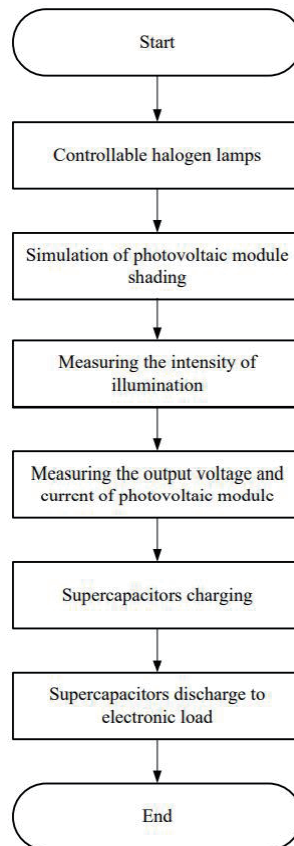 Start
Controllable halogen lamps
Simulation of photovoltaic module
shading
Measuring the intensity of
illumination
Measuring the output voltage and
current of photovoltaic module
Supercapacitors charging
Supercapacitors discharge to
electronic load
End